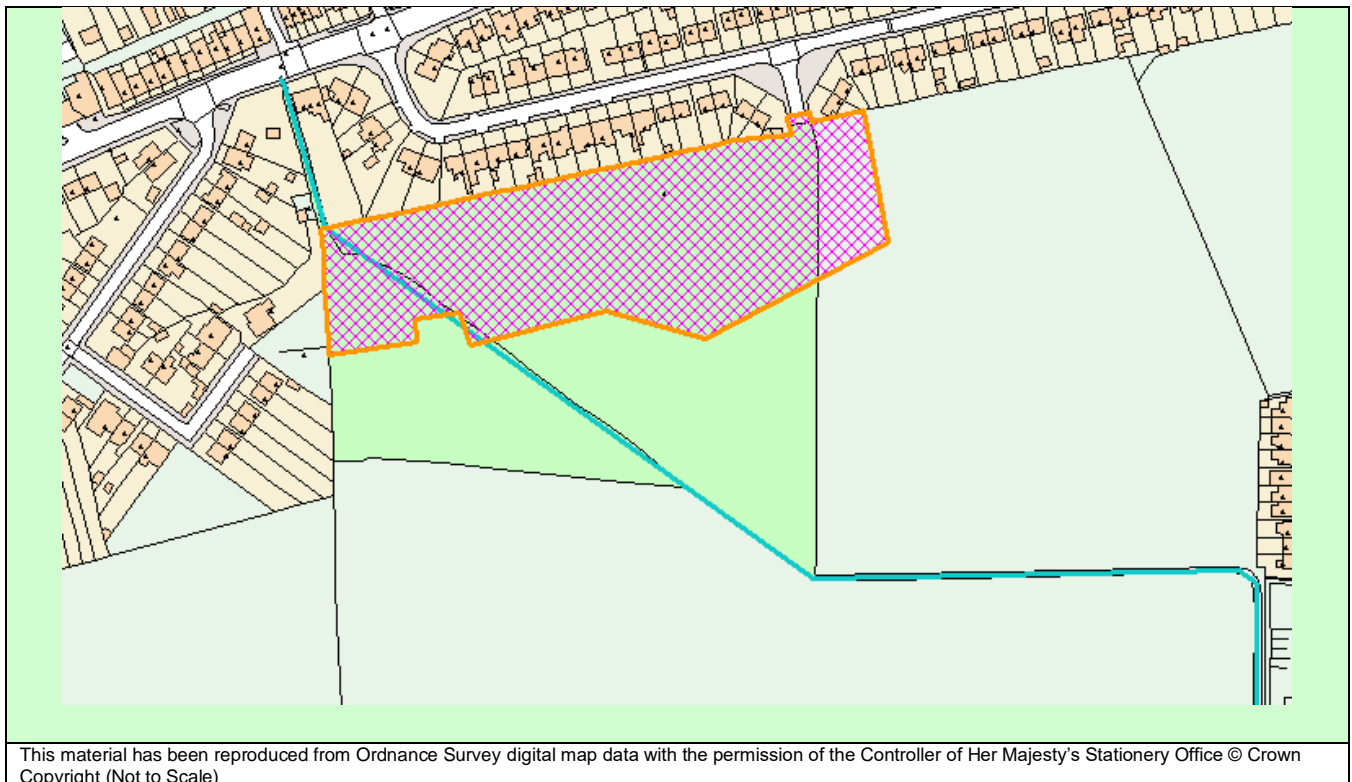 This material has been reproduced from Ordnance Survey digital map data with the permission of the Controller of Her Majesty's Stationery Office © Crown
Copyright (Not to Scale)